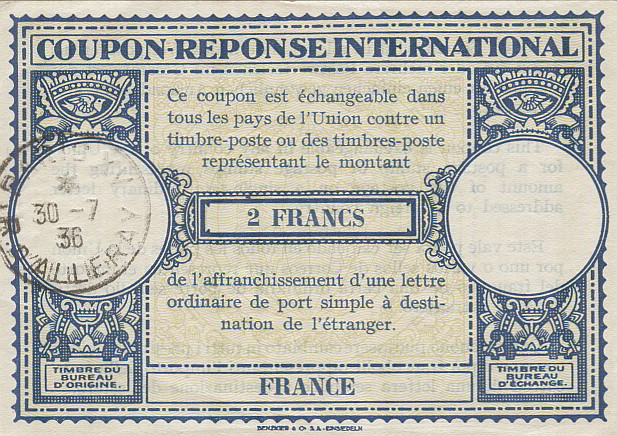 COUPON-REPONSE INTERNATIONAL
Ce coupon est échangeable dans
tous les pays de l'Union contre un
timbre-poste ou des timbres-poste
représentant le montant
2 FRANCS
de l'affranchissement d'une lettre
ordinaire de port simple à desti-
nation de l'étranger.
30 -7
36
TIMBRE DU
BUREAU
D'ORIGINE.
FRANCE
TIMBRE DU
BUREAU
D'ÉCHANGE.
BENZIGER & Co S.A.-EINSIEDELN